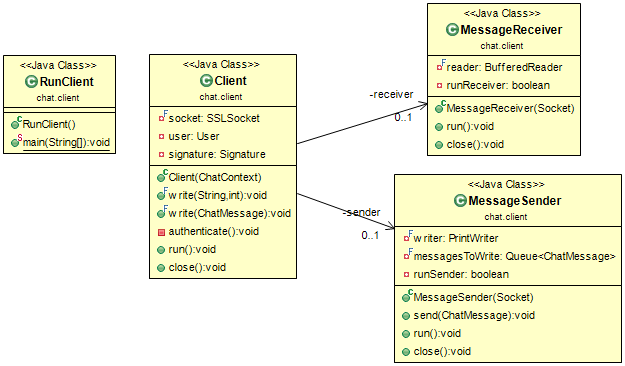 <<Java Class>>
RunClient
chat.client
RunClient()
main(String[]):void
<<Java Class>>
Client
chat.client
socket: SSLSocket
user: User
signature: Signature
Client(ChatContext)
write(String,int):void
write(ChatMessage):void
authenticate():void
run():void
close():void
-receiver
0..1
-sender
0..1
<<Java Class>>
MessageReceiver
chat.client
reader: BufferedReader
runReceiver: boolean
MessageReceiver(Socket)
run():void
close():void
<<Java Class>>
MessageSender
chat.client
writer: PrintWriter
messagesToWrite: Queue<ChatMessage>
runSender: boolean
MessageSender(Socket)
send(ChatMessage):void
run():void
close():void